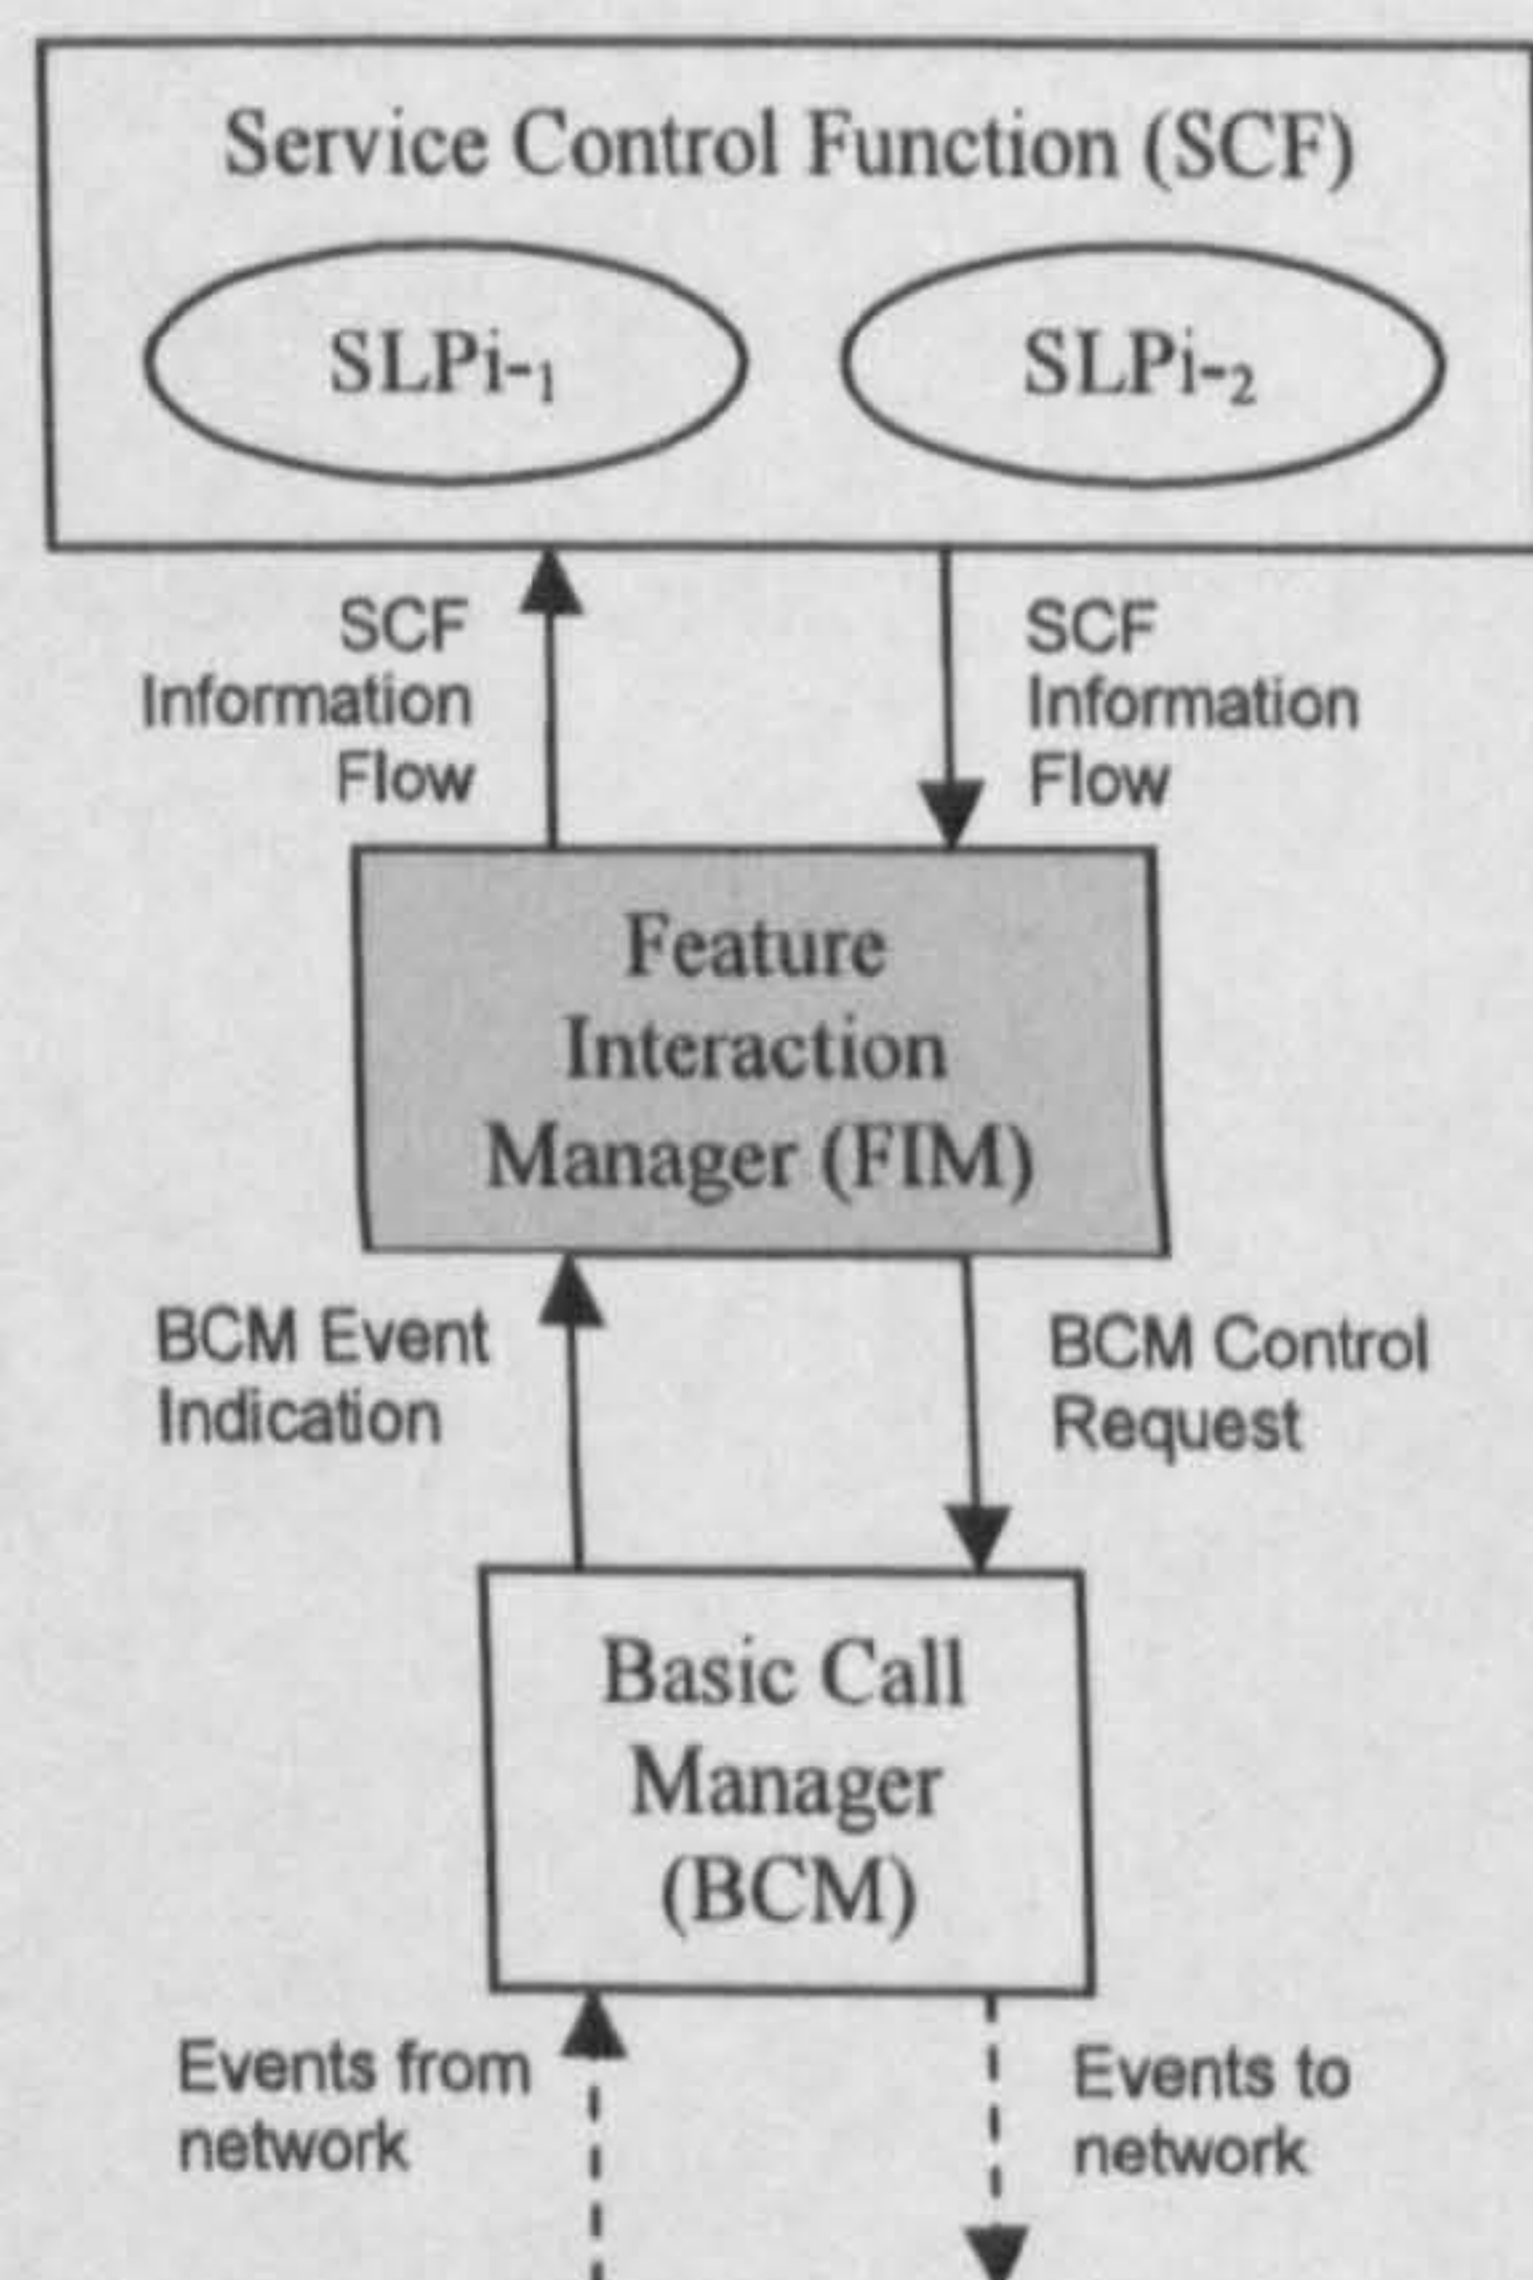 Service Control Function (SCF)
SLPi-1
SLPi-2
SCF
Information
Flow
SCF
Information
Flow
Feature
Interaction
Manager (FIM)
BCM Event
Indication
BCM Control
Request
Basic Call
Manager
(BCM)
Events from
network
Events to
network